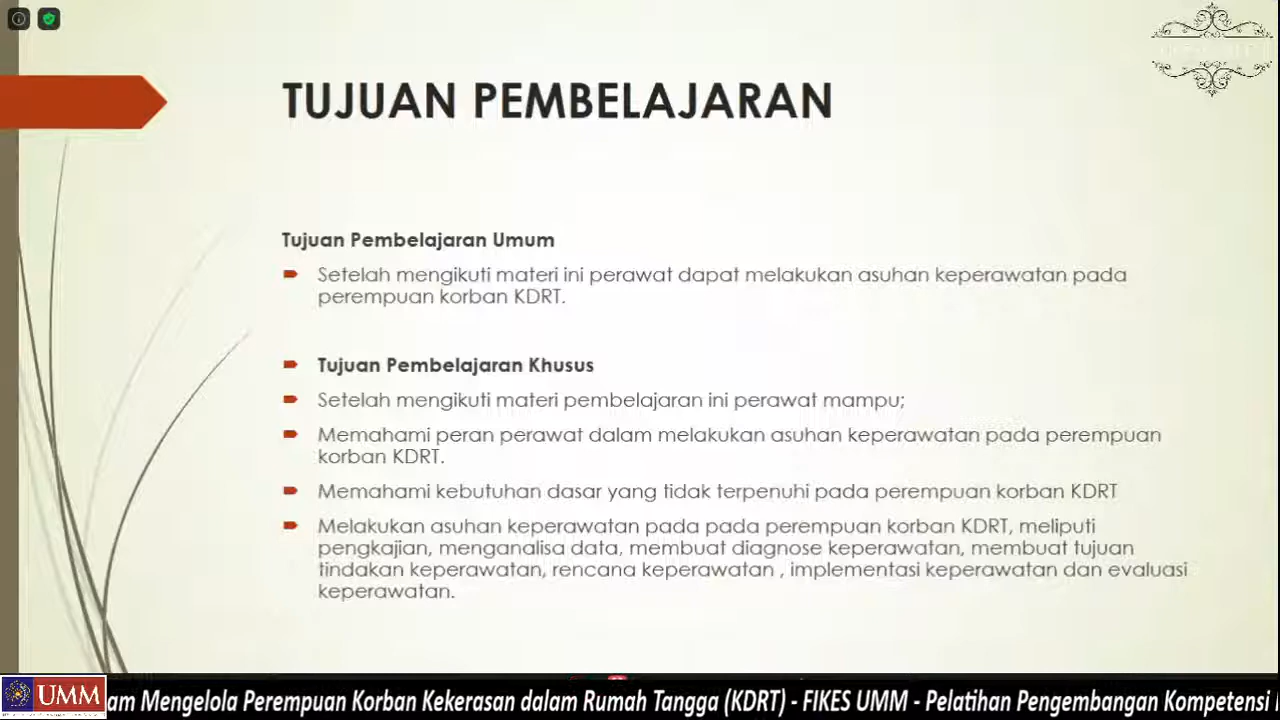 TUJUAN PEMBELAJARAN
Tujuan Pembelajaran Umum
Setelah mengikuti materi ini perawat dapat melakukan asuhan keperawatan pada
perempuan korban KDRT.
Tujuan Pembelajaran Khusus
Setelah mengikuti materi pembelajaran ini perawat mampu;
Memahami peran perawat dalam melakukan asuhan keperawatan pada perempuan
korban KDRT.
Memahami kebutuhan dasar yang tidak terpenuhi pada perempuan korban KDRT
Melakukan asuhan keperawatan pada pada perempuan korban KDRT, meliputi
pengkajian, menganalisa data, membuat diagnose keperawatan, membuat tujuan
tindakan keperawatan, rencana keperawatan , implementasi keperawatan dan evaluasi
keperawatan.
UMM am Mengelola Perempuan Korban Kekerasan dalam Rumah Tangga (KDRT) - FIKES UMM - Pelatihan Pengembangan Kompetensi